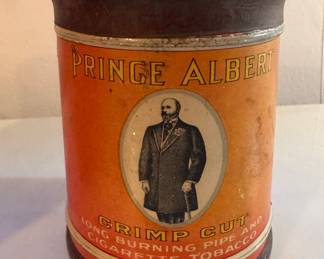 PRINCE ALBERT
CRIMP CUT
LONG BURNING PIPE AND
CIGARETTE TOBACCO